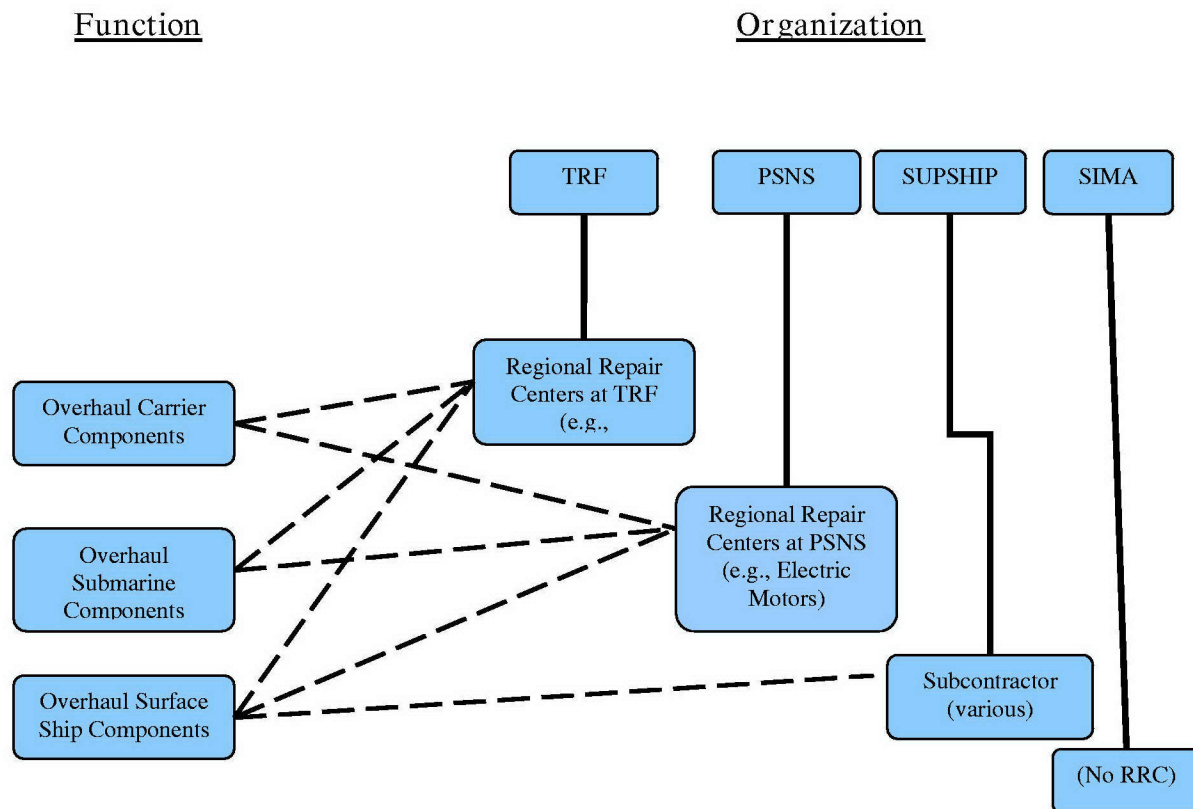 Function
Organization
TRF
PSNS
SUPSHIP
SIMA
Regional Repair
Centers at TRF
(e.g.,
Overhaul Carrier
Components
Regional Repair
Centers at PSNS
(e.g., Electric
Motors)
Overhaul
Submarine
Components
Overhaul Surface
Ship Components
Subcontractor
(various)
(No RRC)